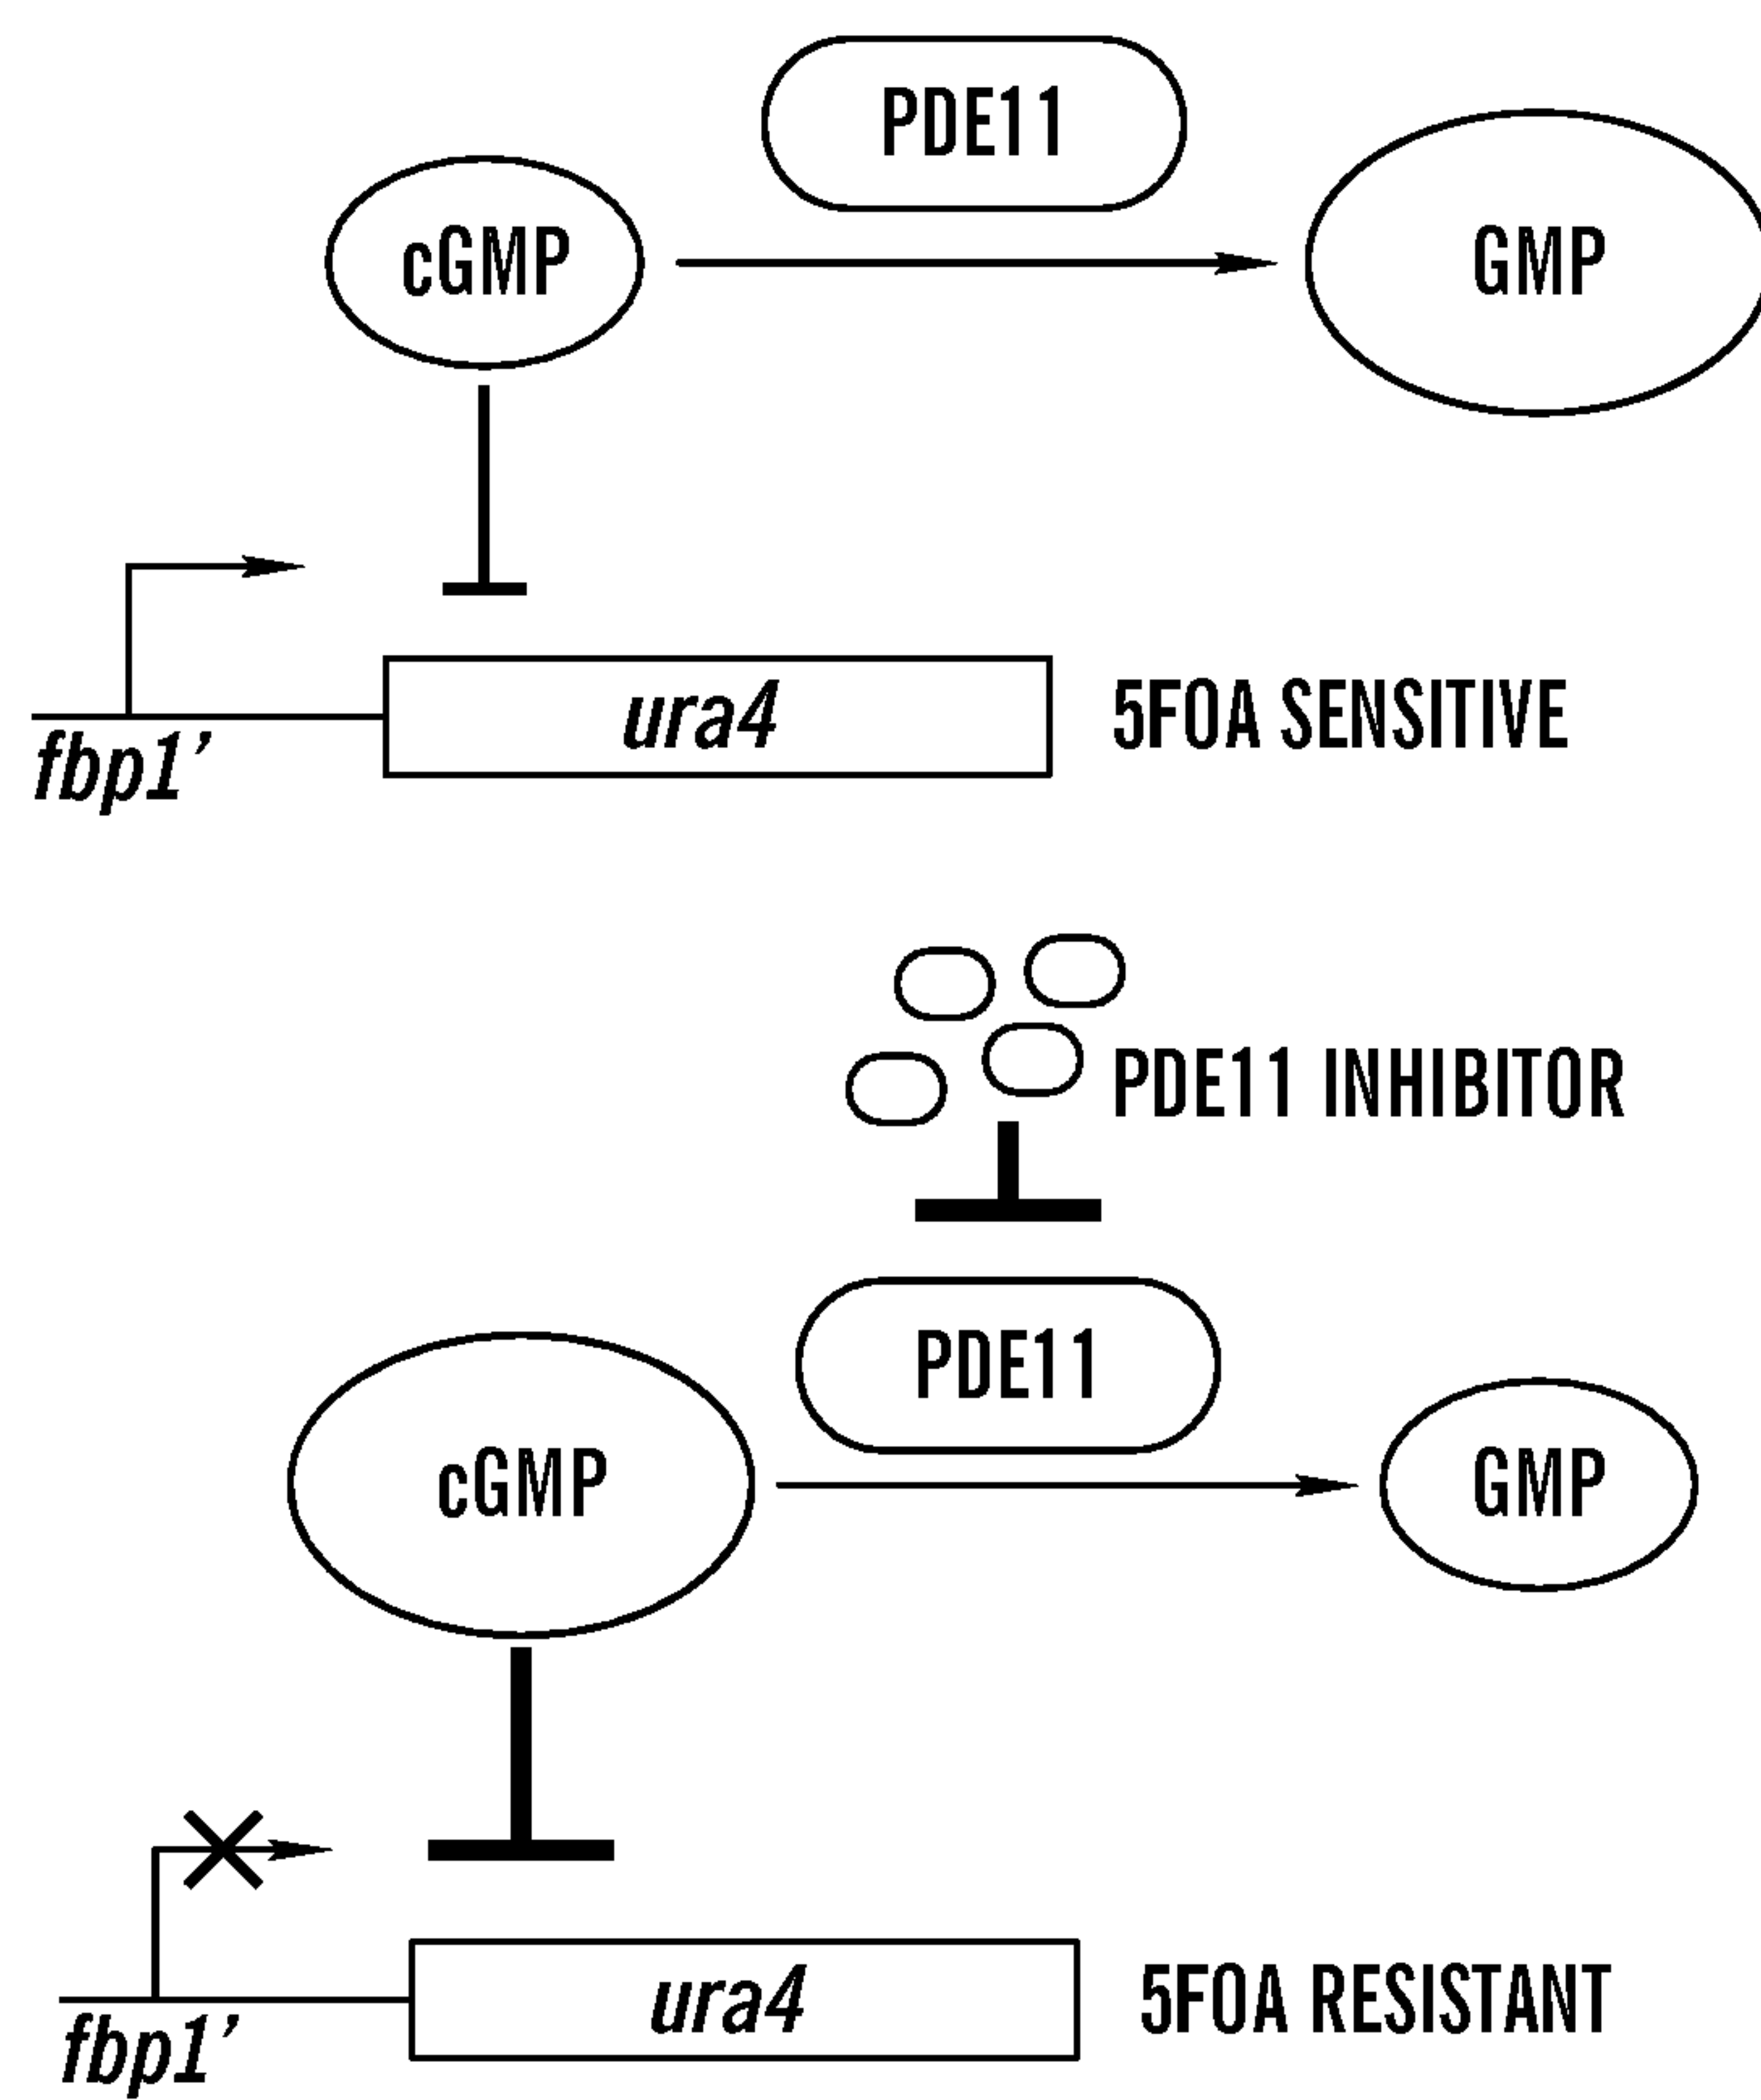 PDE11
cGMP
GMP
ura4
5FOA SENSITIVE
fbp1’
PDE11 INHIBITOR
PDE11
cGMP
GMP
ura4
5FOA RESISTANT
fbp1’